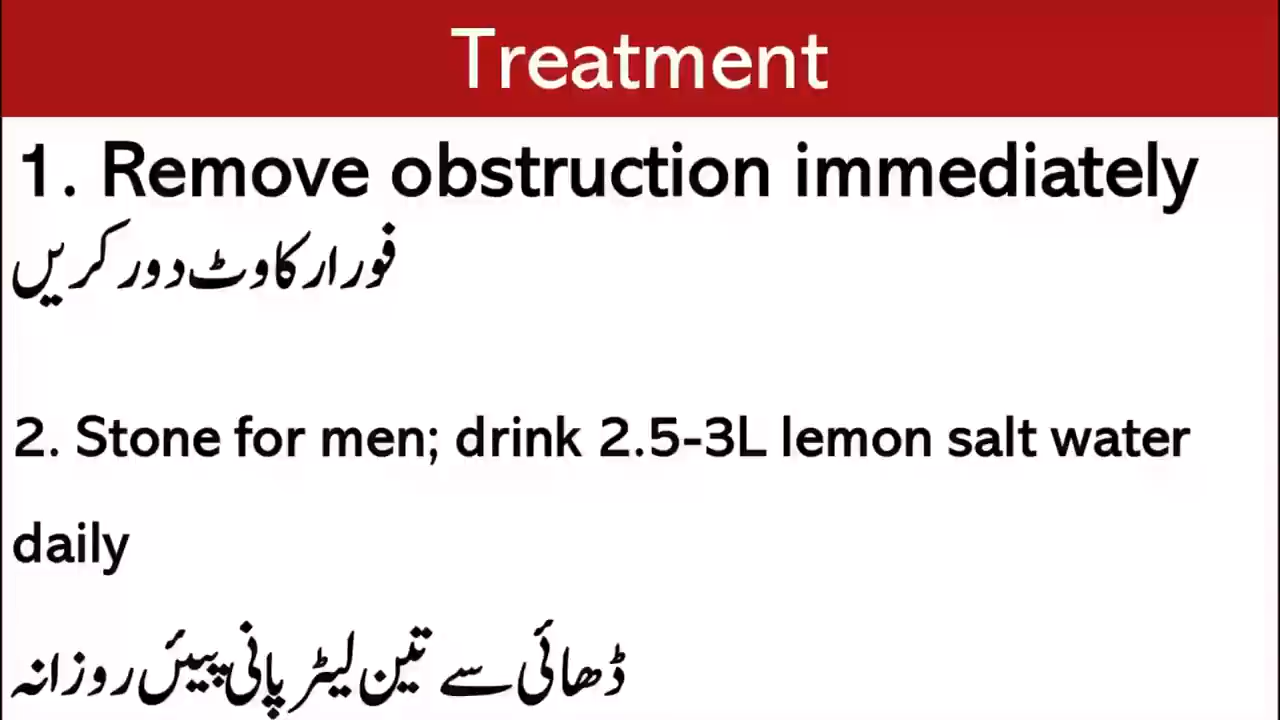 Treatment
1. Remove obstruction immediately
فورا رکاوٹ دور کریں
2. Stone for men; drink 2.5-3L lemon salt water
daily
ڈھائی سے تین لیٹر پانی پیئں روزانہ